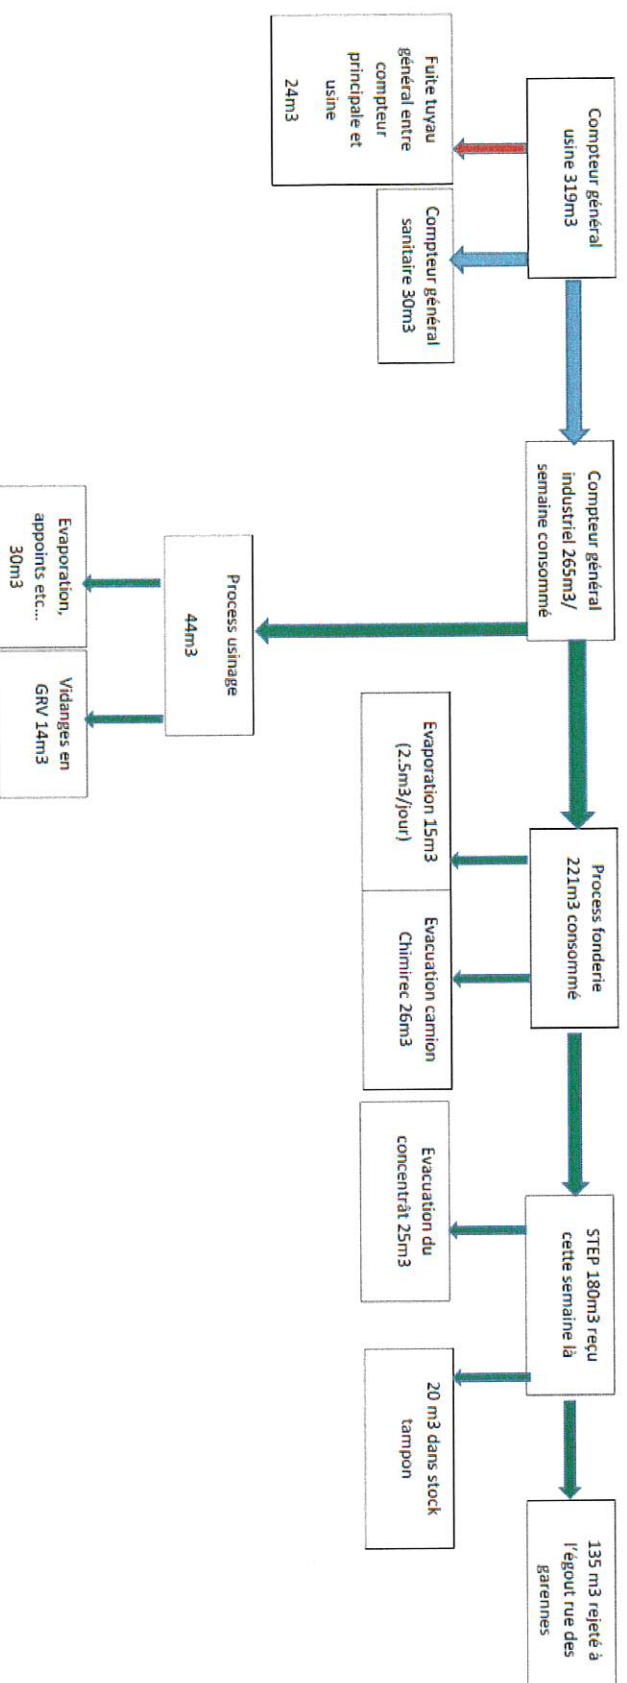 Compteur général
usine 319m3
Fuite tuyau
général entre
compteur
principale et
usine
24m3
Compteur général
sanitaire 30m3
Compteur général
industriel 265m3/
semaine consommé
Process usinage
44m3
Evaporation,
appoints etc...
30m3
Vidanges en
GRV 14m3
Process fonderie
221m3 consommé
Evaporation 15m3
(2.5m3/jour)
Evacuation camion
Chimirec 26m3
STEP 180m3 reçu
cette semaine là
Evacuation du
concentrât 25m3
20 m3 dans stock
tampon
135 m3 rejeté à
l'égout rue des
garennes